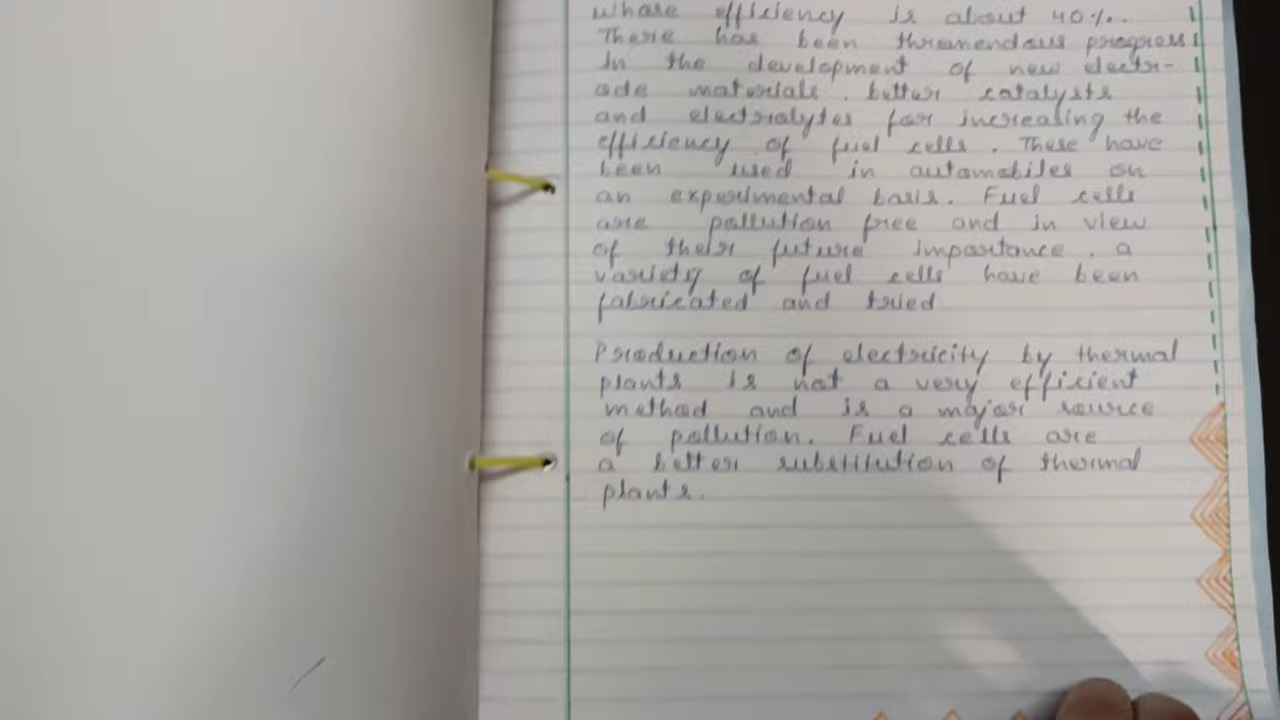 whose efficiency is about 40%.
There has been thremendous progress
in the development of new electr-
ode materials. better catalysts
and electrolytes for increasing the
efficiency of fuel cells. These have
been used in automobiles on
an experimental basis. Fuel cells
are pollution free and in view
of their future importance. a
variety of fuel cells have been
fabricated and tried
Production of electricity by thermal
plants is not a very efficient
method and is a major source
of pollution. Fuel cells are
a better substitution of thermal
plants.